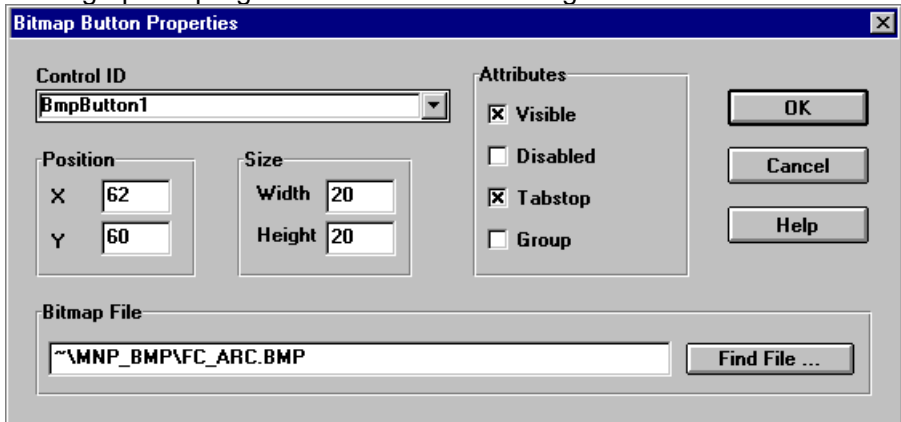 Bitmap Button Properties
Control ID
BmpButton1
Position
X 62
Y 60
Size
Width 20
Height 20
Attributes
Visible
Disabled
Tabstop
Group
OK
Cancel
Help
Bitmap File
~\MNP_BMP\FC_ARC.BMP
Find File ...